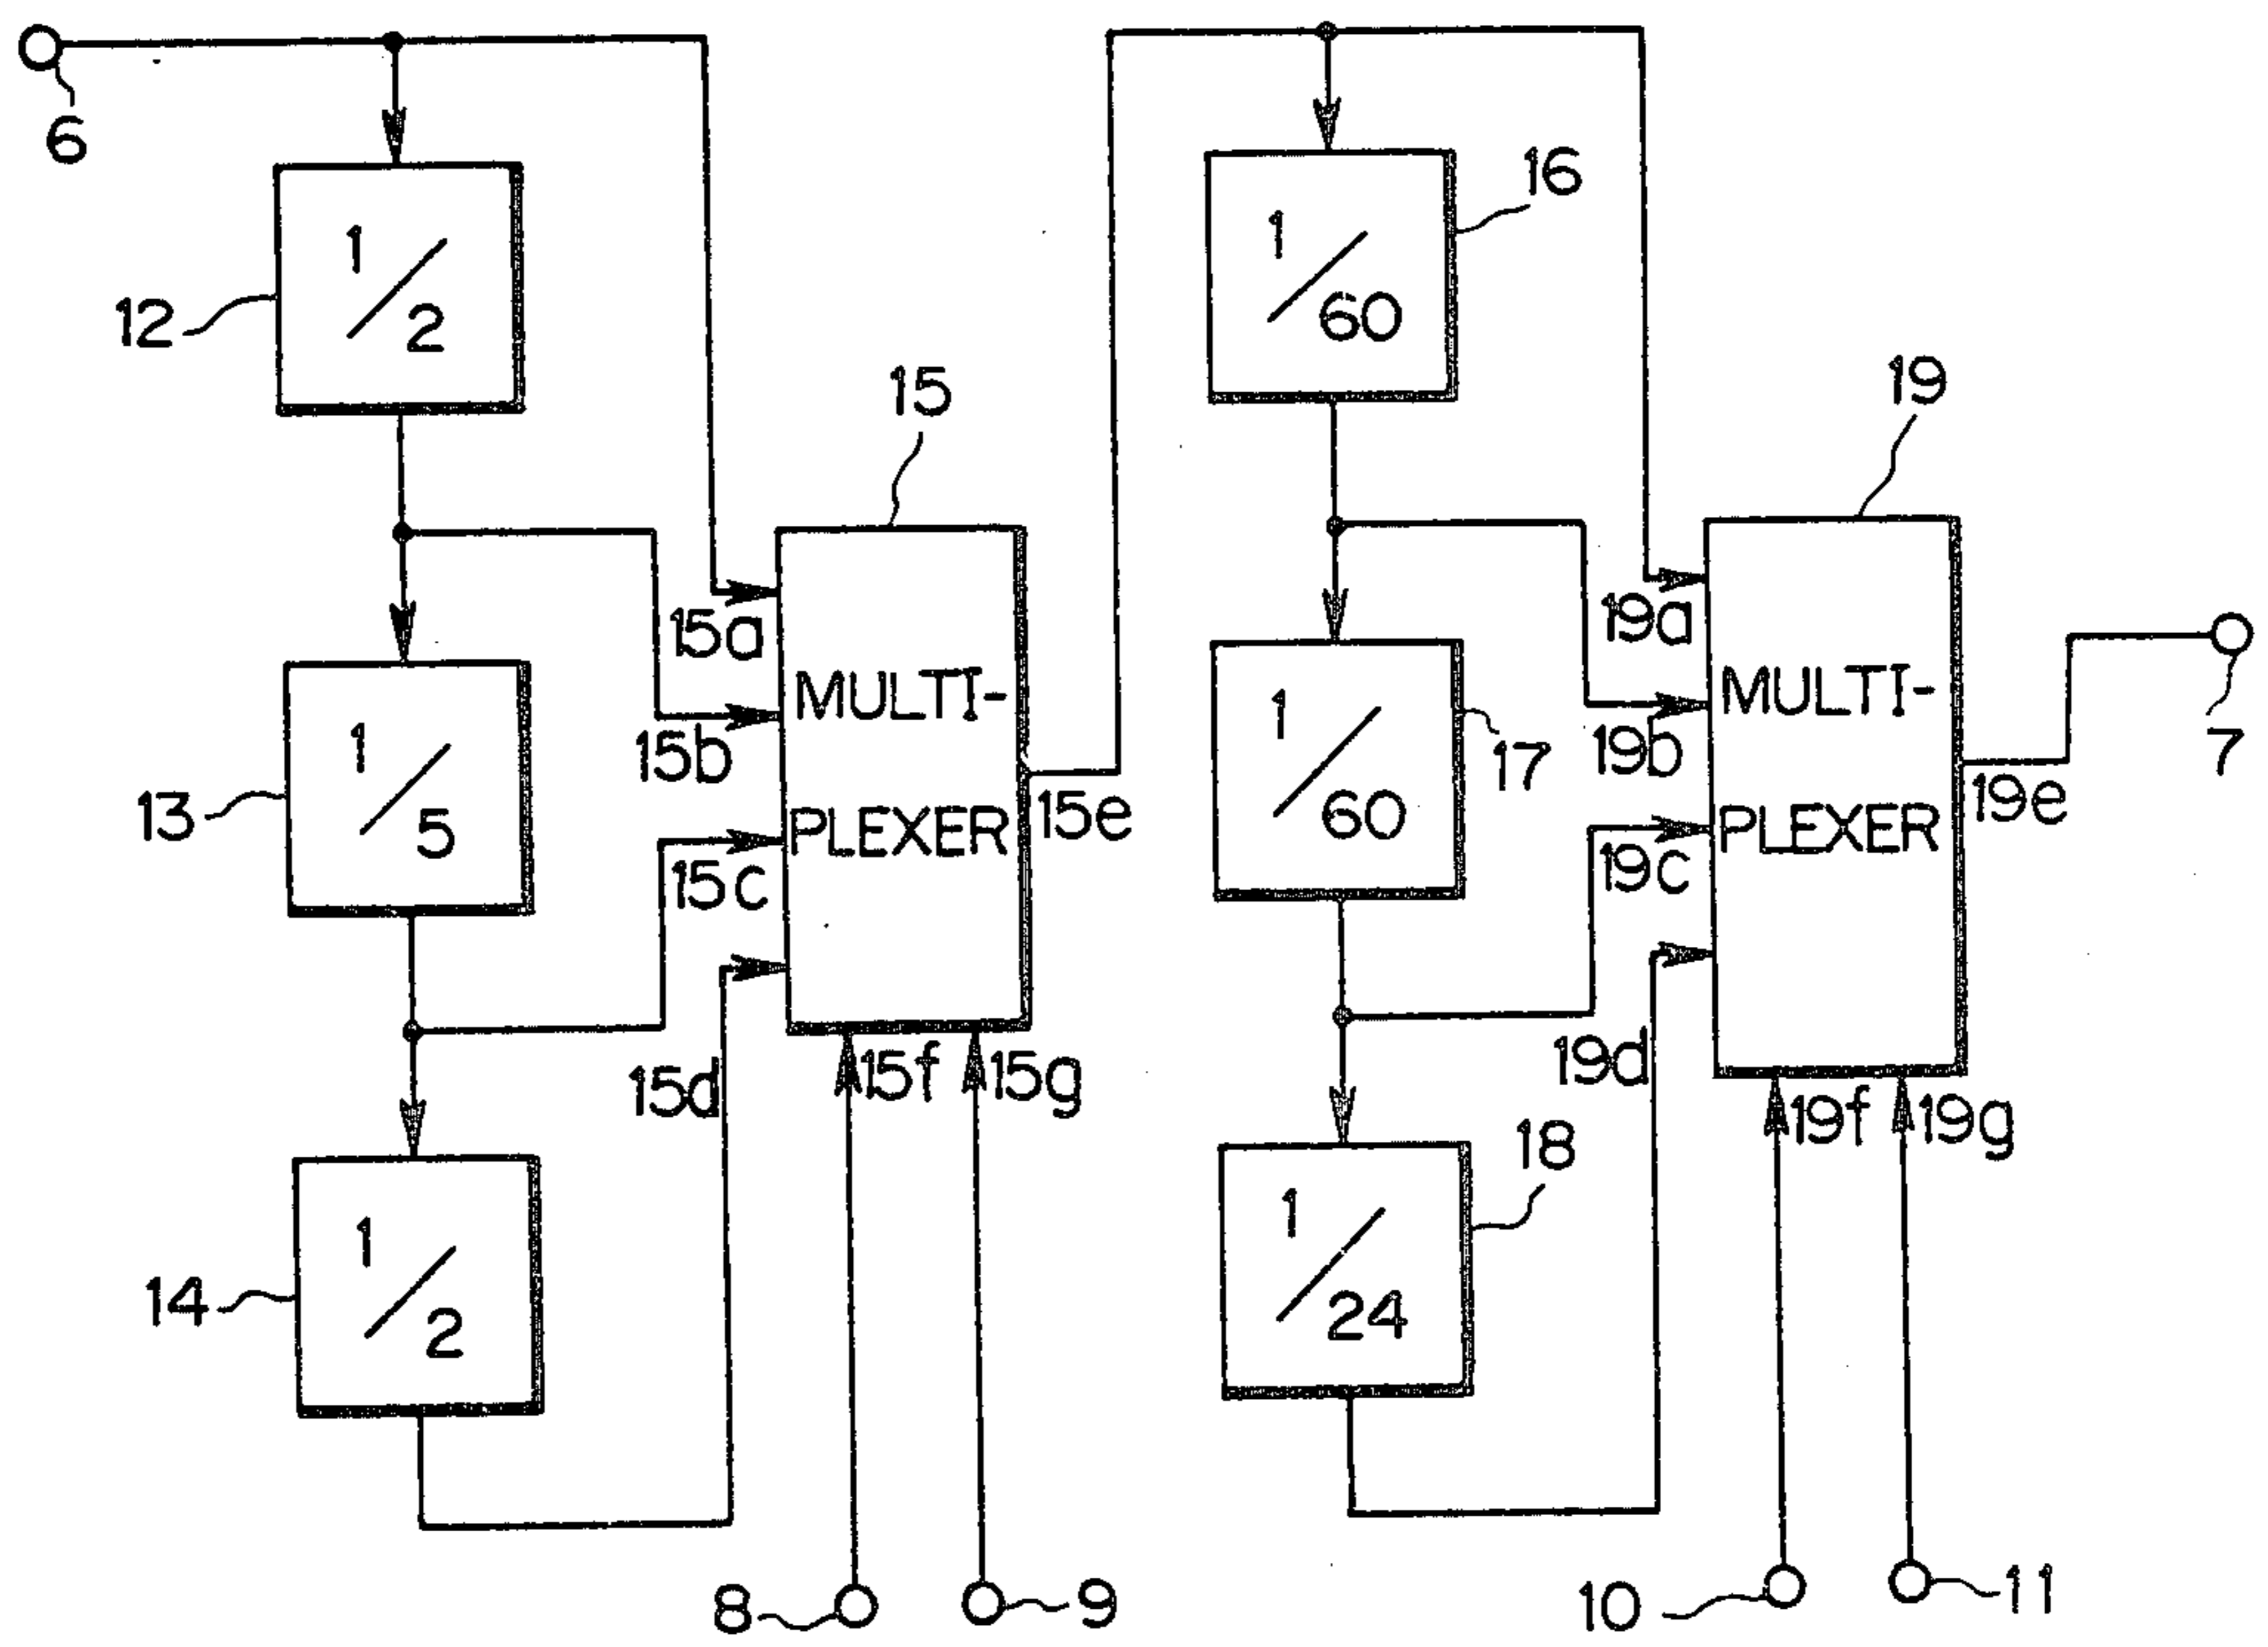 6
12
1/2
13
1/5
14
1/2
15
15a
15b
15c
15d
MULTI-
PLEXER
15e
15f
15g
8
9
16
1/60
17
1/60
18
1/24
19
19a
19b
19c
19d
MULTI-
PLEXER
19e
19f
19g
7
10
11